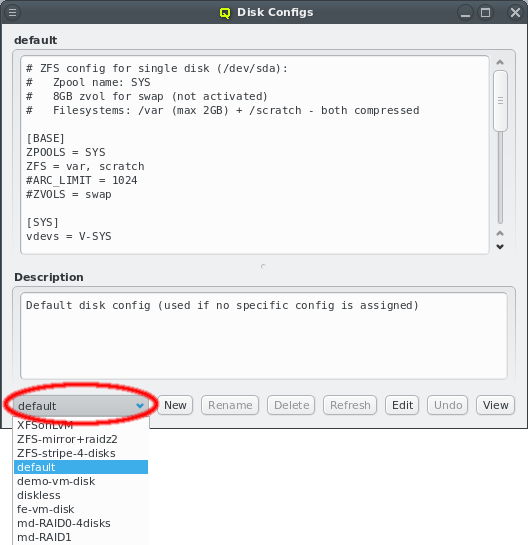 Disk Configs
default
# ZFS config for single disk (/dev/sda):
#   Zpool name: SYS
#   8GB zvol for swap (not activated)
#   Filesystems: /var (max 2GB) + /scratch - both compressed
[BASE]
ZPOOLS = SYS
ZFS = var, scratch
#ARC_LIMIT = 1024
#ZVOLS = swap
[SYS]
vdevs = V-SYS
Description
Default disk config (used if no specific config is assigned)
default New Rename Delete Refresh Edit Undo View
XFSonLVM
ZFS-mirror+raidz2
ZFS-stripe-4-disks
default
demo-vm-disk
diskless
fe-vm-disk
md-RAID0-4disks
md-RAID1